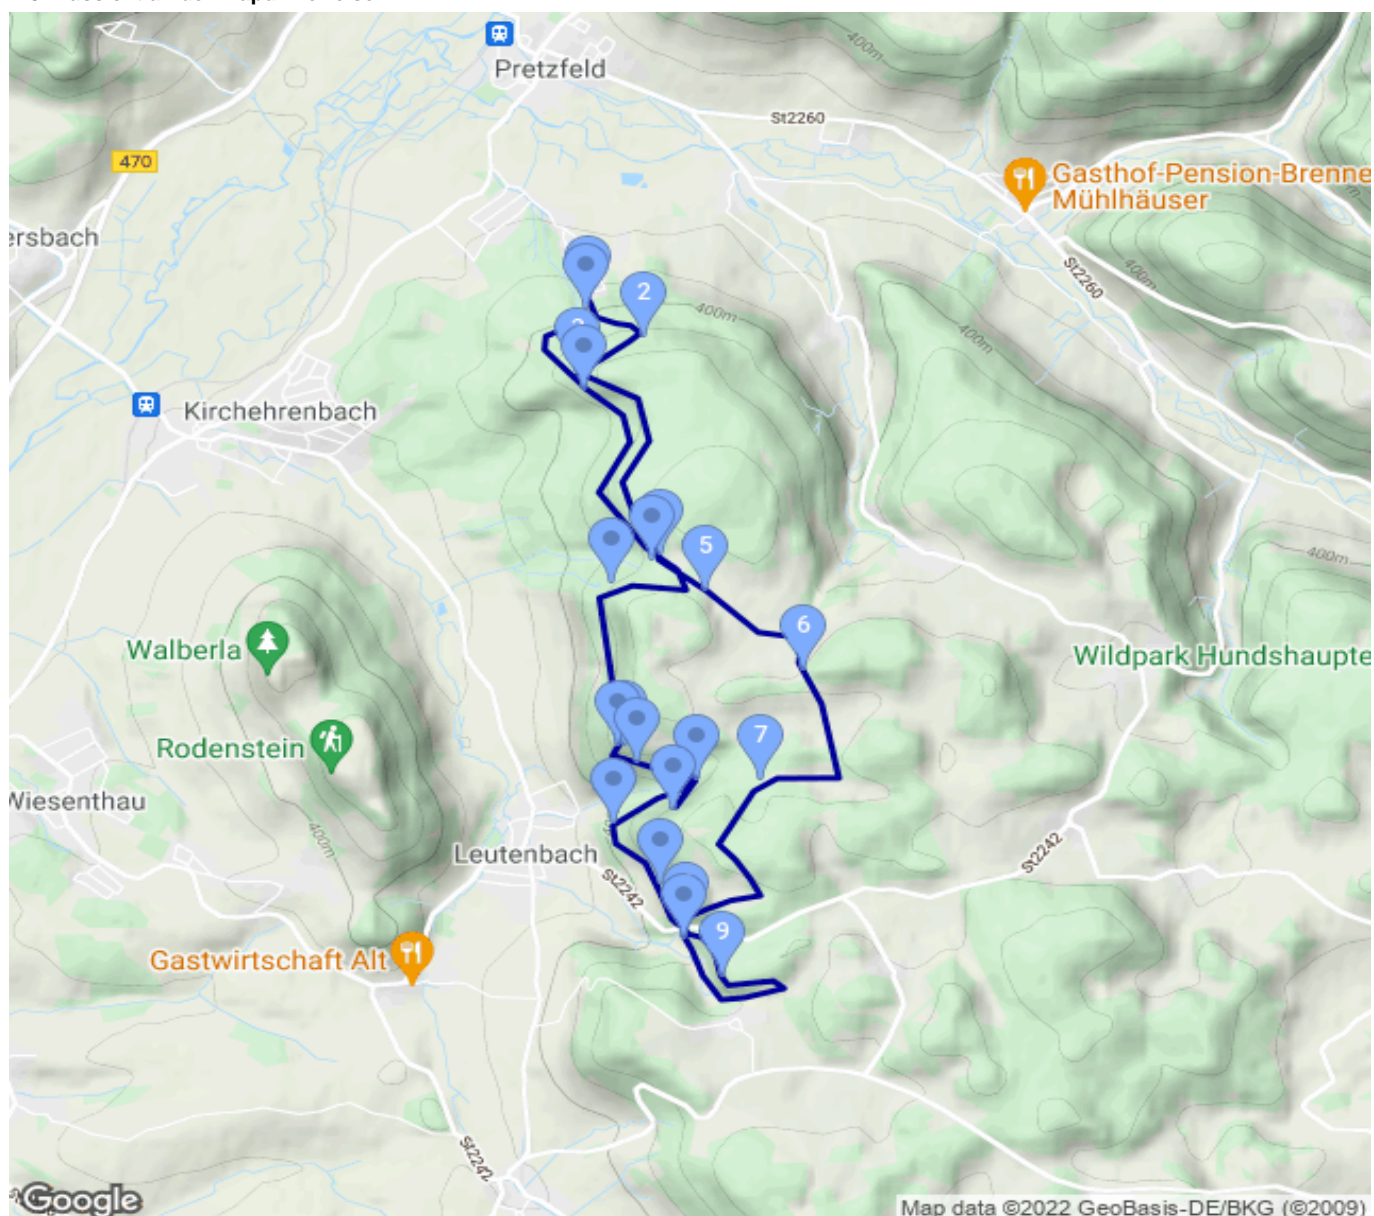 Pretzfeld
400m
St2260
470
Gasthof-Pension-Brenne
Mühlhäuser
ersbach
400m
St2260
2
400m
400m
Kirchehrenbach
5
400m
6
Walberla
Wildpark Hundshaupte
Rodenstein
7
Wiesenthau
400m
Leutenbach
St2242
St2242
9
Gastwirtschaft Alt
St2242
Google
Map data ©2022 GeoBasis-DE/BKG (©2009)